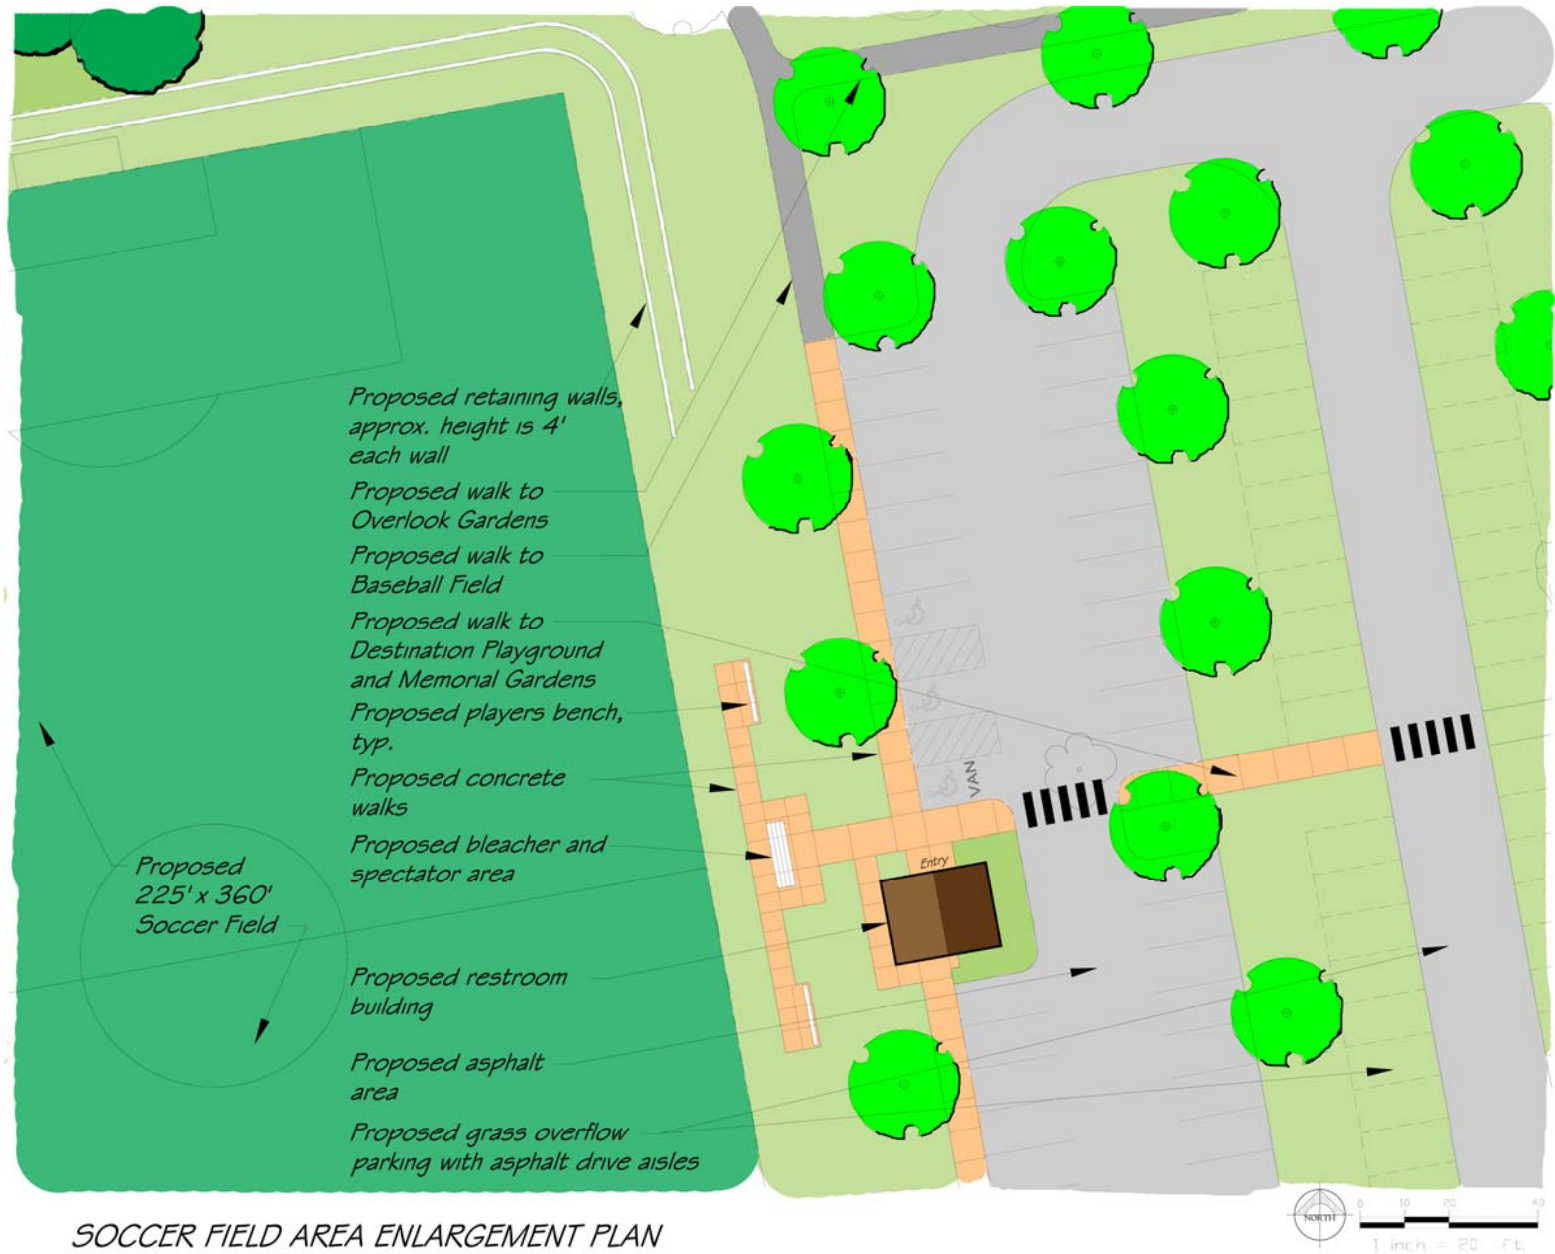 Proposed retaining walls,
approx. height is 4'
each wall
Proposed walk to
Overlook Gardens
Proposed walk to
Baseball Field
Proposed walk to
Destination Playground
and Memorial Gardens
Proposed players bench,
typ.
Proposed concrete
walks
Proposed bleacher and
spectator area
Proposed
225' x 360'
Soccer Field
Proposed restroom
building
Proposed asphalt
area
Proposed grass overflow
parking with asphalt drive aisles
VAN
Entry
SOCCER FIELD AREA ENLARGEMENT PLAN
NORTH
0 10 20 40
1 inch = 20 ft.